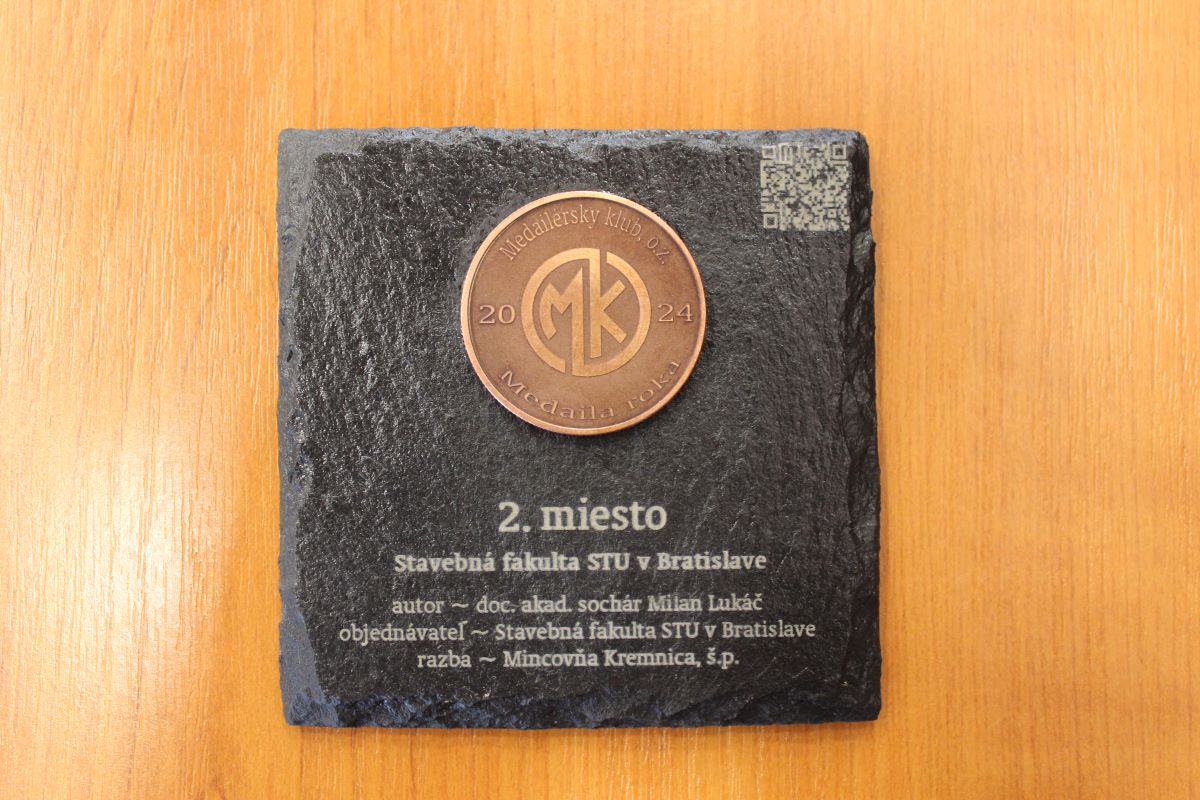 Medailérsky klub, o.z.
20 MK 24
Medaila roka
2. miesto
Stavebná fakulta STU v Bratislave
autor ~ doc. akad. sochár Milan Lukáč
objednávateľ ~ Stavebná fakulta STU v Bratislave
razba ~ Mincovňa Kremnica, š.p.